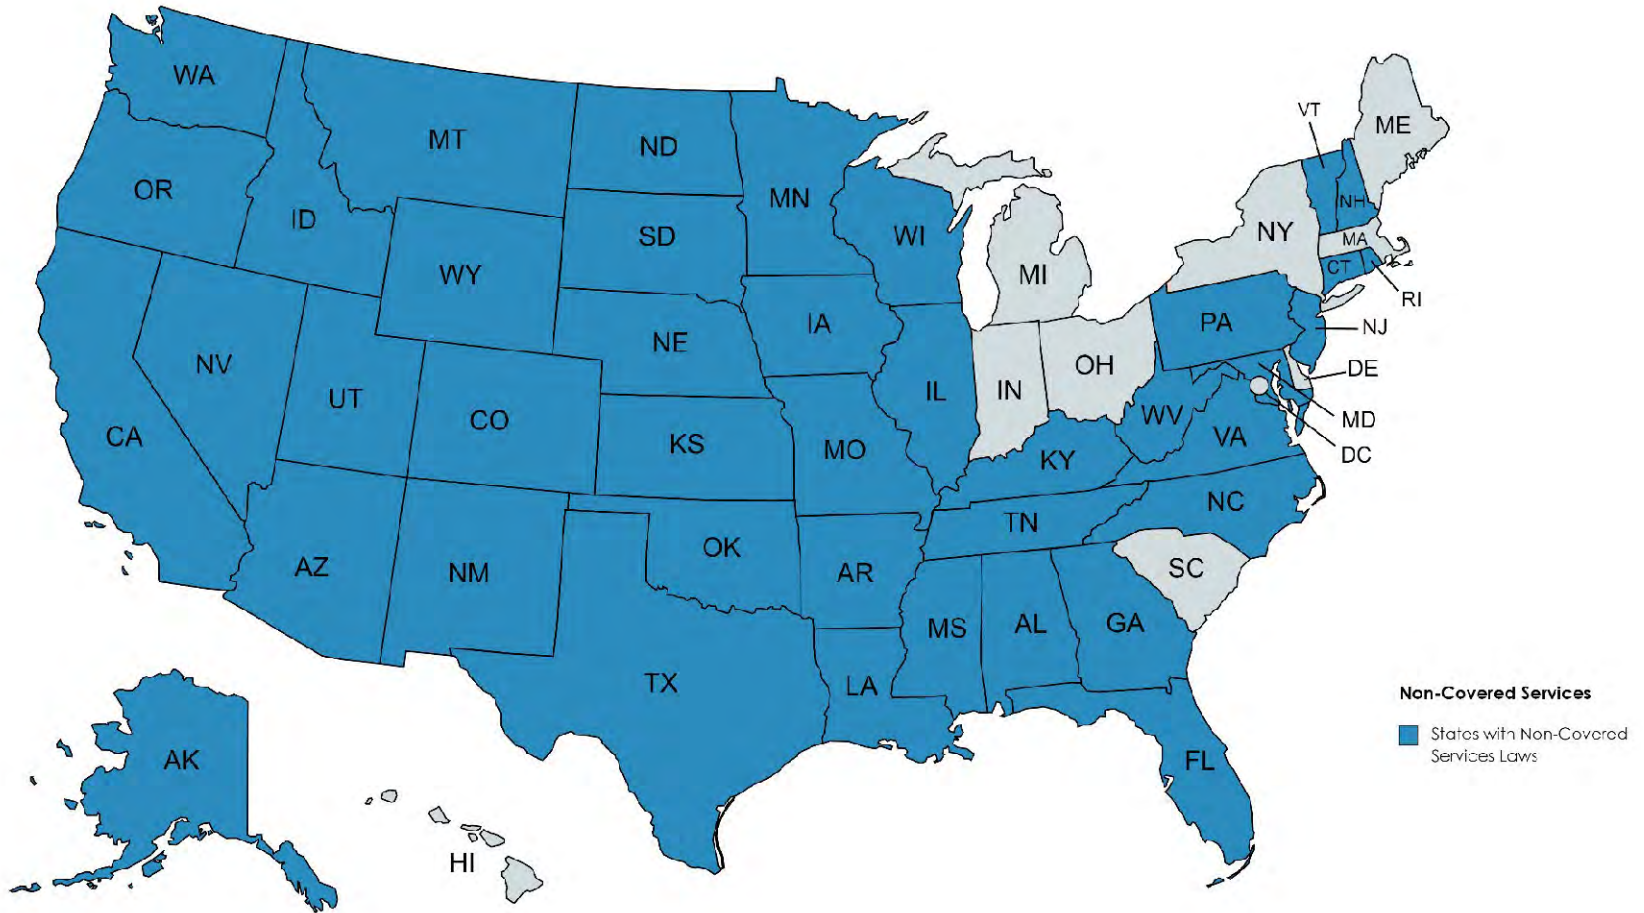 WA
MT
ND
MN
OR
ID
WY
SD
WI
MI
NY
VT
NH
ME
MA
CT
RI
NJ
PA
IA
NE
NV
UT
CO
CA
KS
MO
IL
IN
OH
WV
VA
DE
MD
DC
KY
NC
TN
SC
AZ
NM
OK
AR
MS
AL
GA
TX
LA
FL
AK
HI
Non-Covered Services
States with Non-Covered
Services Laws